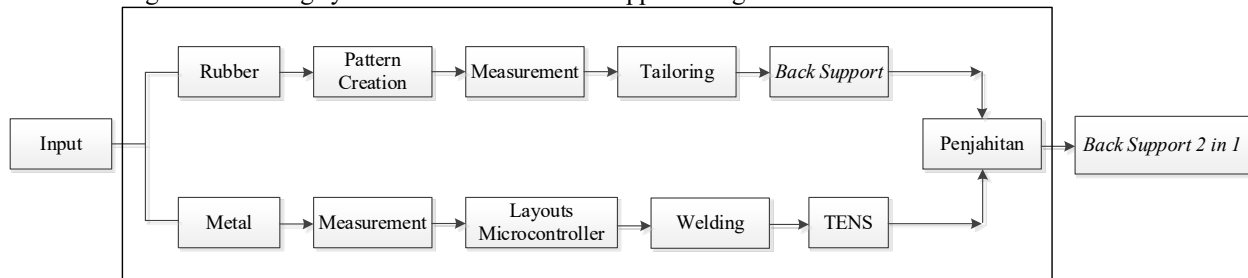 Rubber
Pattern
Creation
Measurement
Tailoring
Back Support
Input
Penjahitan
Back Support 2 in 1
Metal
Measurement
Layouts
Microcontroller
Welding
TENS